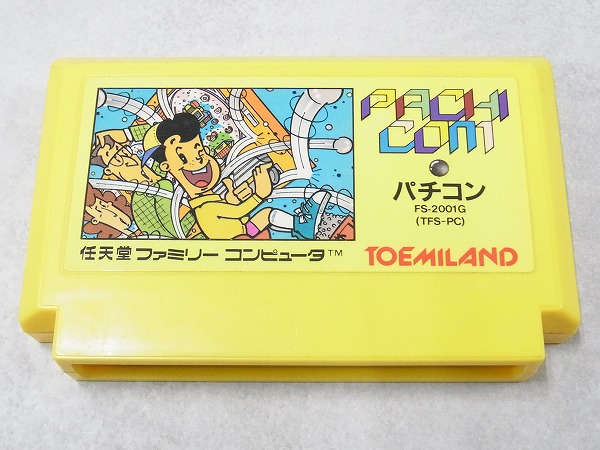 PACHI
COM
パチコン
FS-2001G
(TFS-PC)
任天堂 ファミリー コンピュータ™
TOEMILAND